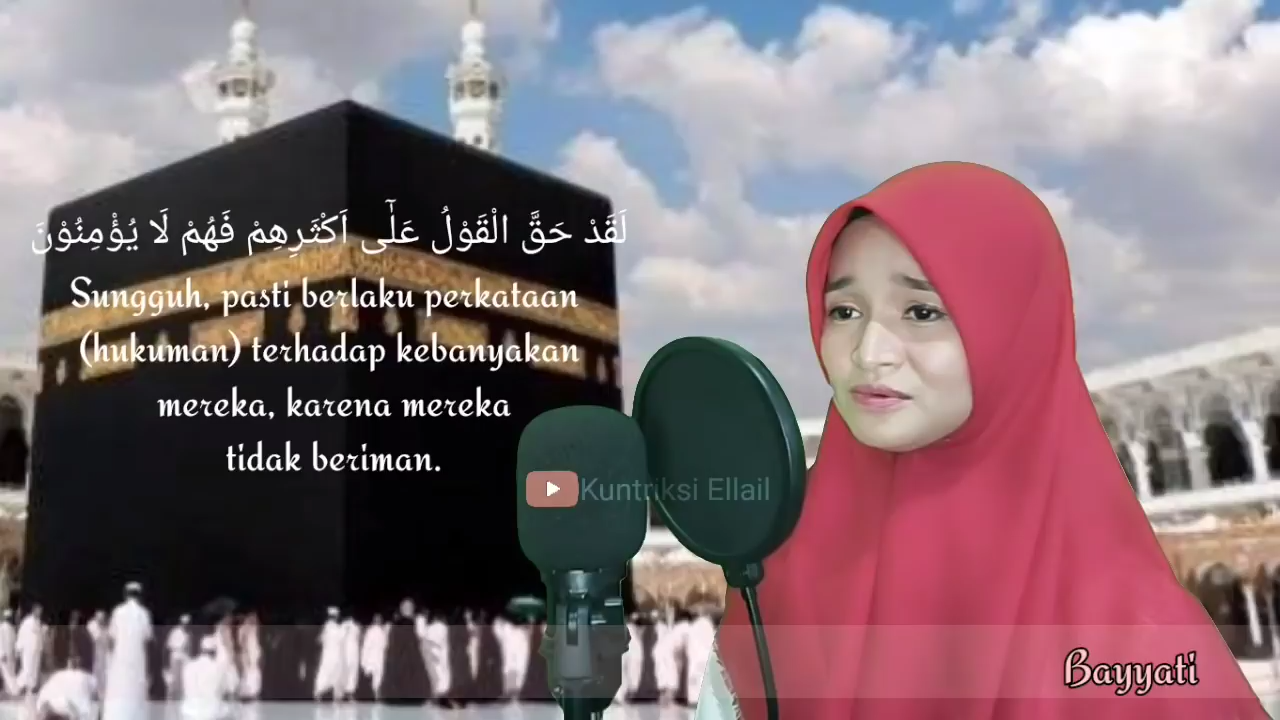 لَقَدْ حَقَّ الْقَوْلُ عَلٰٓى اَكْثَرِهِمْ فَهُمْ لَا يُؤْمِنُوْنَ
Sungguh, pasti berlaku perkataan
(hukuman) terhadap kebanyakan
mereka, karena mereka
tidak beriman.
Kuntriksi Ellail
Bayyati